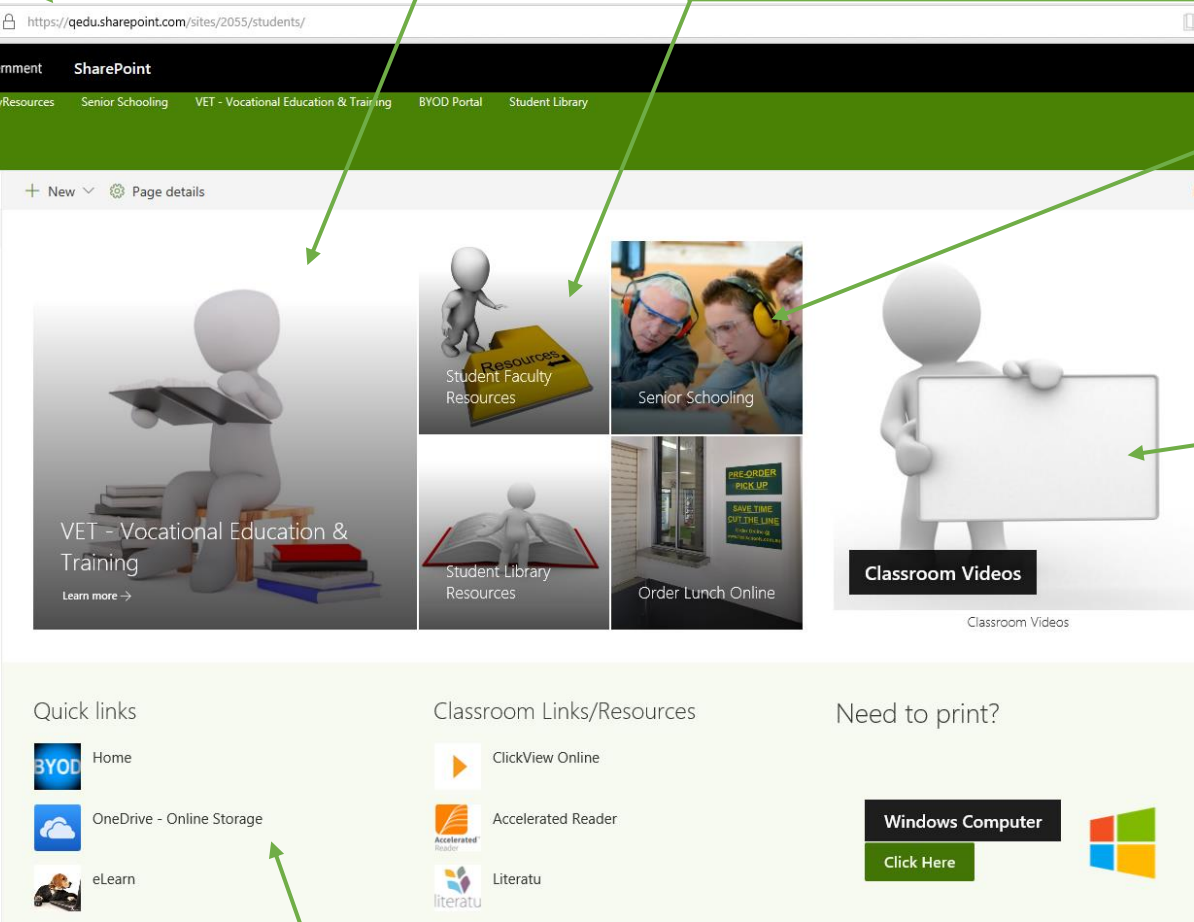 https://qedu.sharepoint.com/sites/2055/students/
SharePoint
Senior Schooling VET - Vocational Education & Training BYOD Portal Student Library
New Page details
Resources
Student Faculty
Resources
Senior Schooling
PRE-ORDER
PICK UP
SAVE TIME
CUT THE LINE
VET - Vocational Education &
Training
Learn more →
Student Library
Resources
Order Lunch Online
Classroom Videos
Classroom Videos
Quick links
BYOD
Home
OneDrive - Online Storage
eLearn
Classroom Links/Resources
ClickView Online
Accelerated
Reader
Accelerated Reader
literatu
Literatu
Need to print?
Windows Computer
Click Here